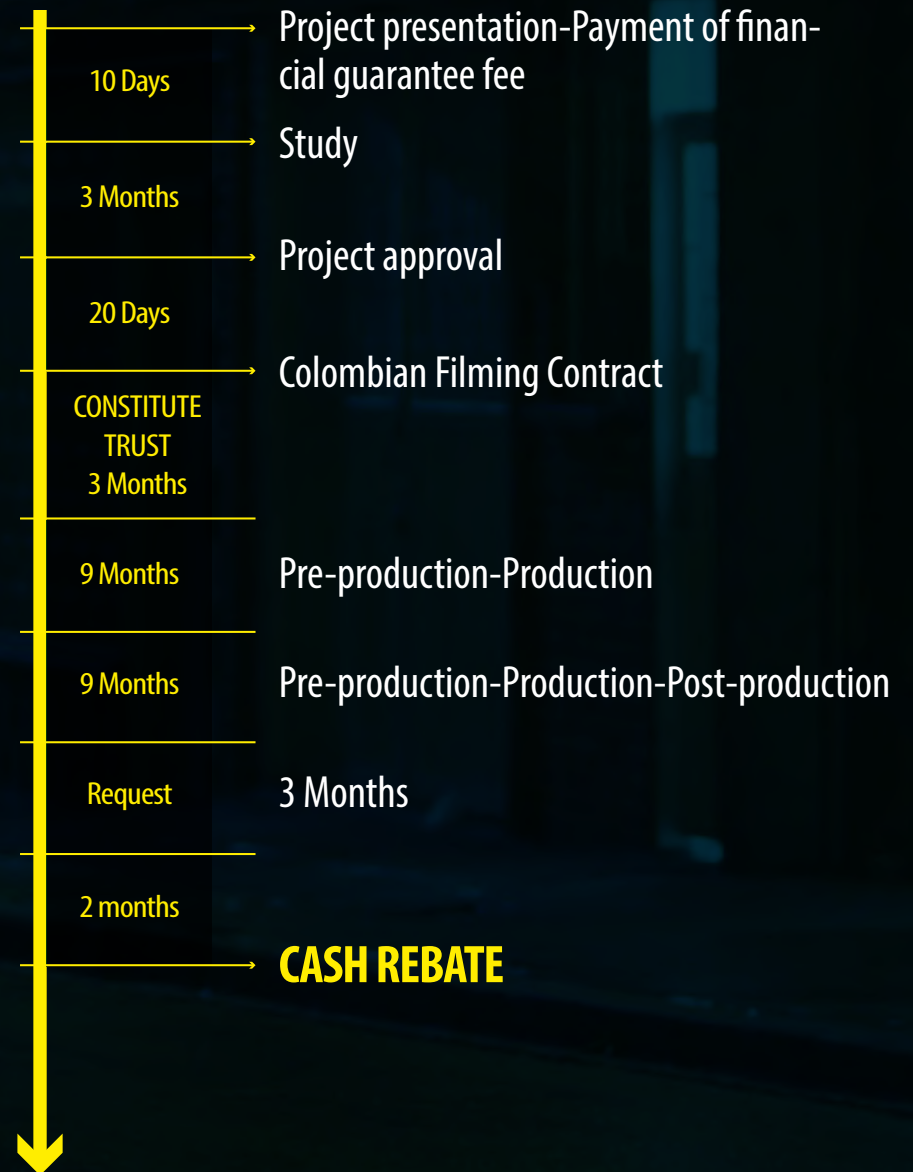 Project presentation-Payment of finan-
cial guarantee fee
10 Days
Study
3 Months
Project approval
20 Days
Colombian Filming Contract
CONSTITUTE
TRUST
3 Months
9 Months
Pre-production-Production
9 Months
Pre-production-Production-Post-production
Request
3 Months
2 months
CASH REBATE